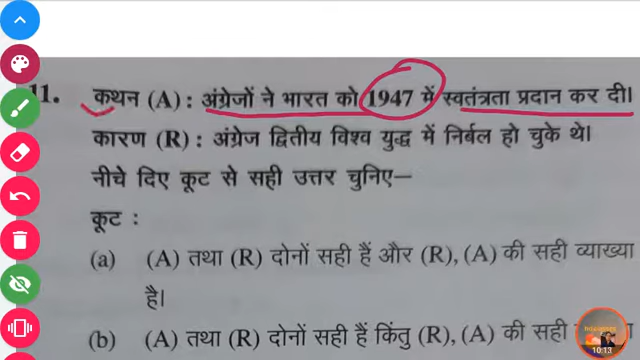 11. कथन (A) : अंग्रेजों ने भारत को 1947 में स्वतंत्रता प्रदान कर दी।
कारण (R) : अंग्रेज द्वितीय विश्व युद्ध में निर्बल हो चुके थे।
नीचे दिए कूट से सही उत्तर चुनिए–
कूट :
(a) (A) तथा (R) दोनों सही हैं और (R), (A) की सही व्याख्या
है।
(b) (A) तथा (R) दोनों सही हैं किंतु (R), (A) की सही
10:13